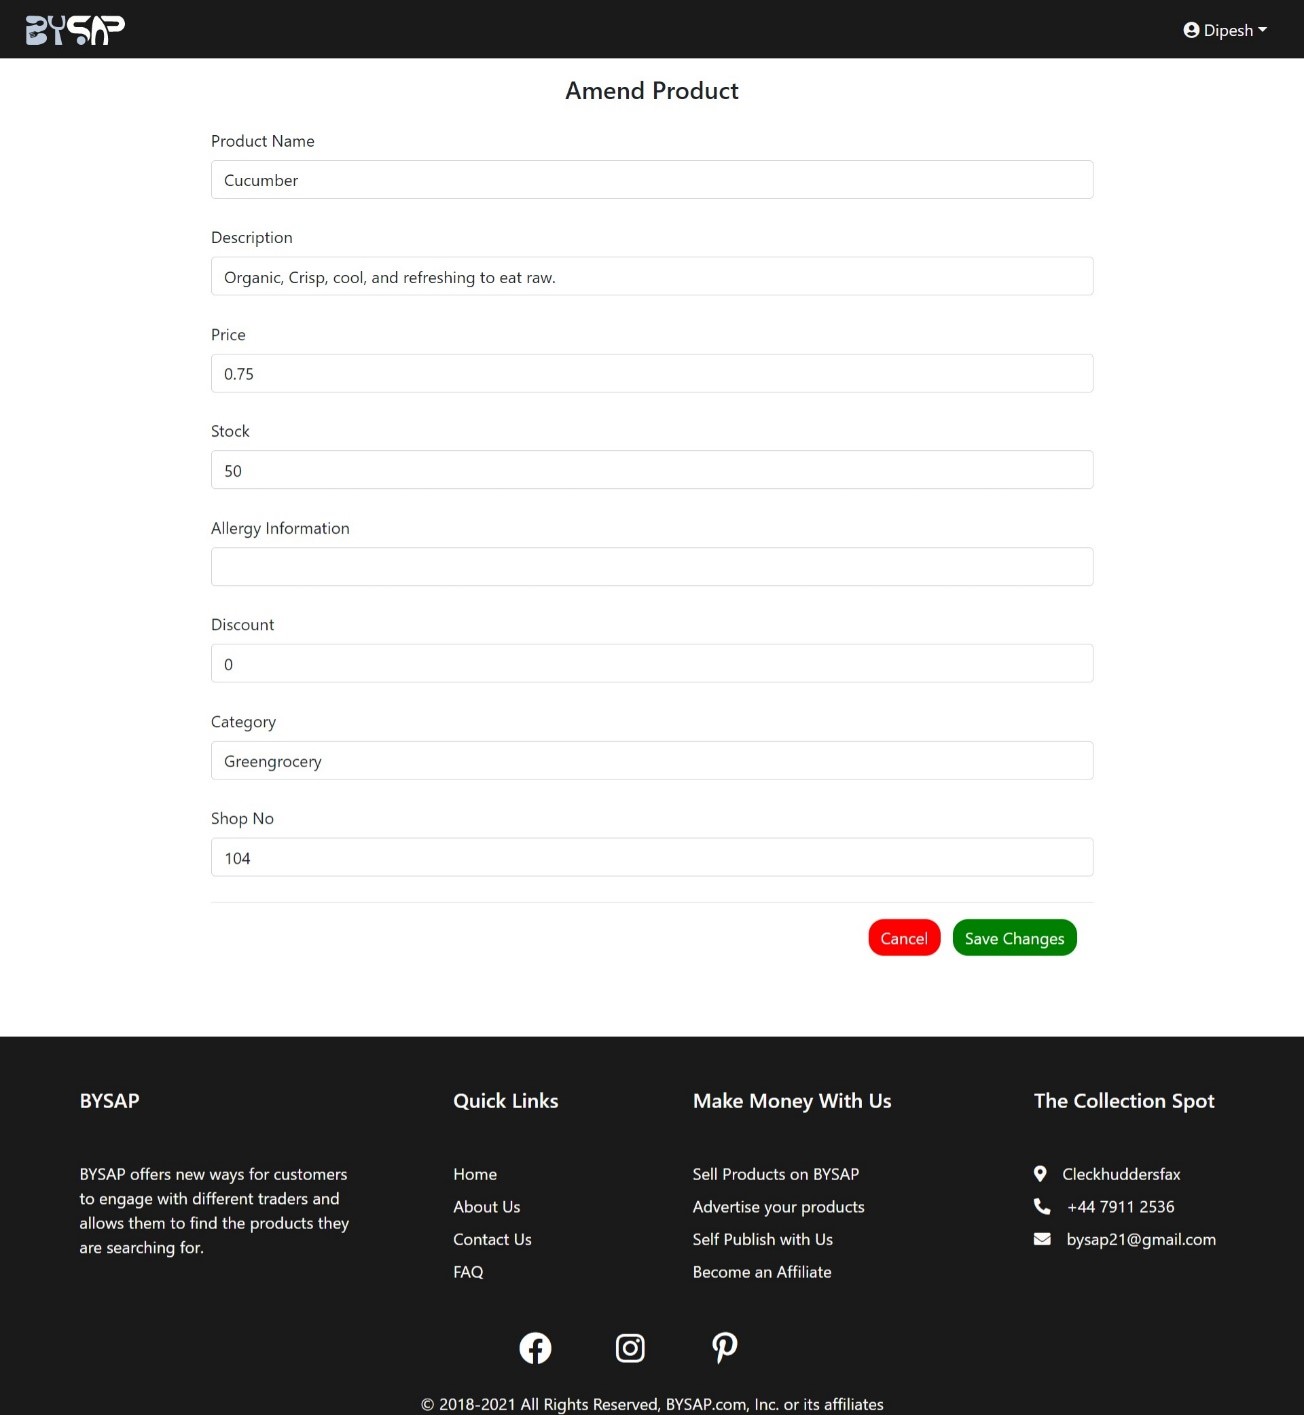 BYSAP
Dipesh
Amend Product
Product Name
Cucumber
Description
Organic, Crisp, cool, and refreshing to eat raw.
Price
0.75
Stock
50
Allergy Information
Discount
0
Category
Greengrocery
Shop No
104
Cancel
Save Changes
BYSAP
BYSAP offers new ways for customers
to engage with different traders and
allows them to find the products they
are searching for.
Quick Links
Home
About Us
Contact Us
FAQ
Make Money With Us
Sell Products on BYSAP
Advertise your products
Self Publish with Us
Become an Affiliate
The Collection Spot
Cleckhuddersfax
+44 7911 2536
bysap21@gmail.com
© 2018-2021 All Rights Reserved, BYSAP.com, Inc. or its affiliates